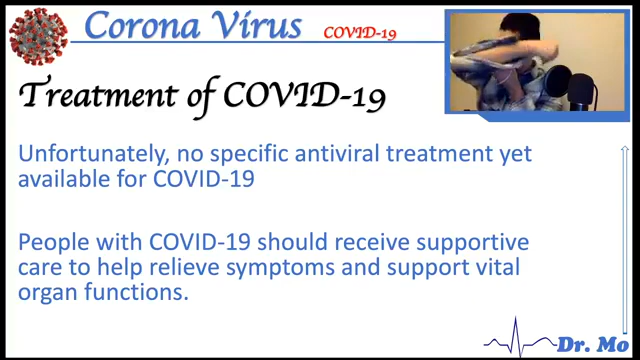 Corona Vírus COVID-19
Treatment of COVID-19
Unfortunately, no specific antiviral treatment yet
available for COVID-19
People with COVID-19 should receive supportive
care to help relieve symptoms and support vital
organ functions.
Dr. Mo